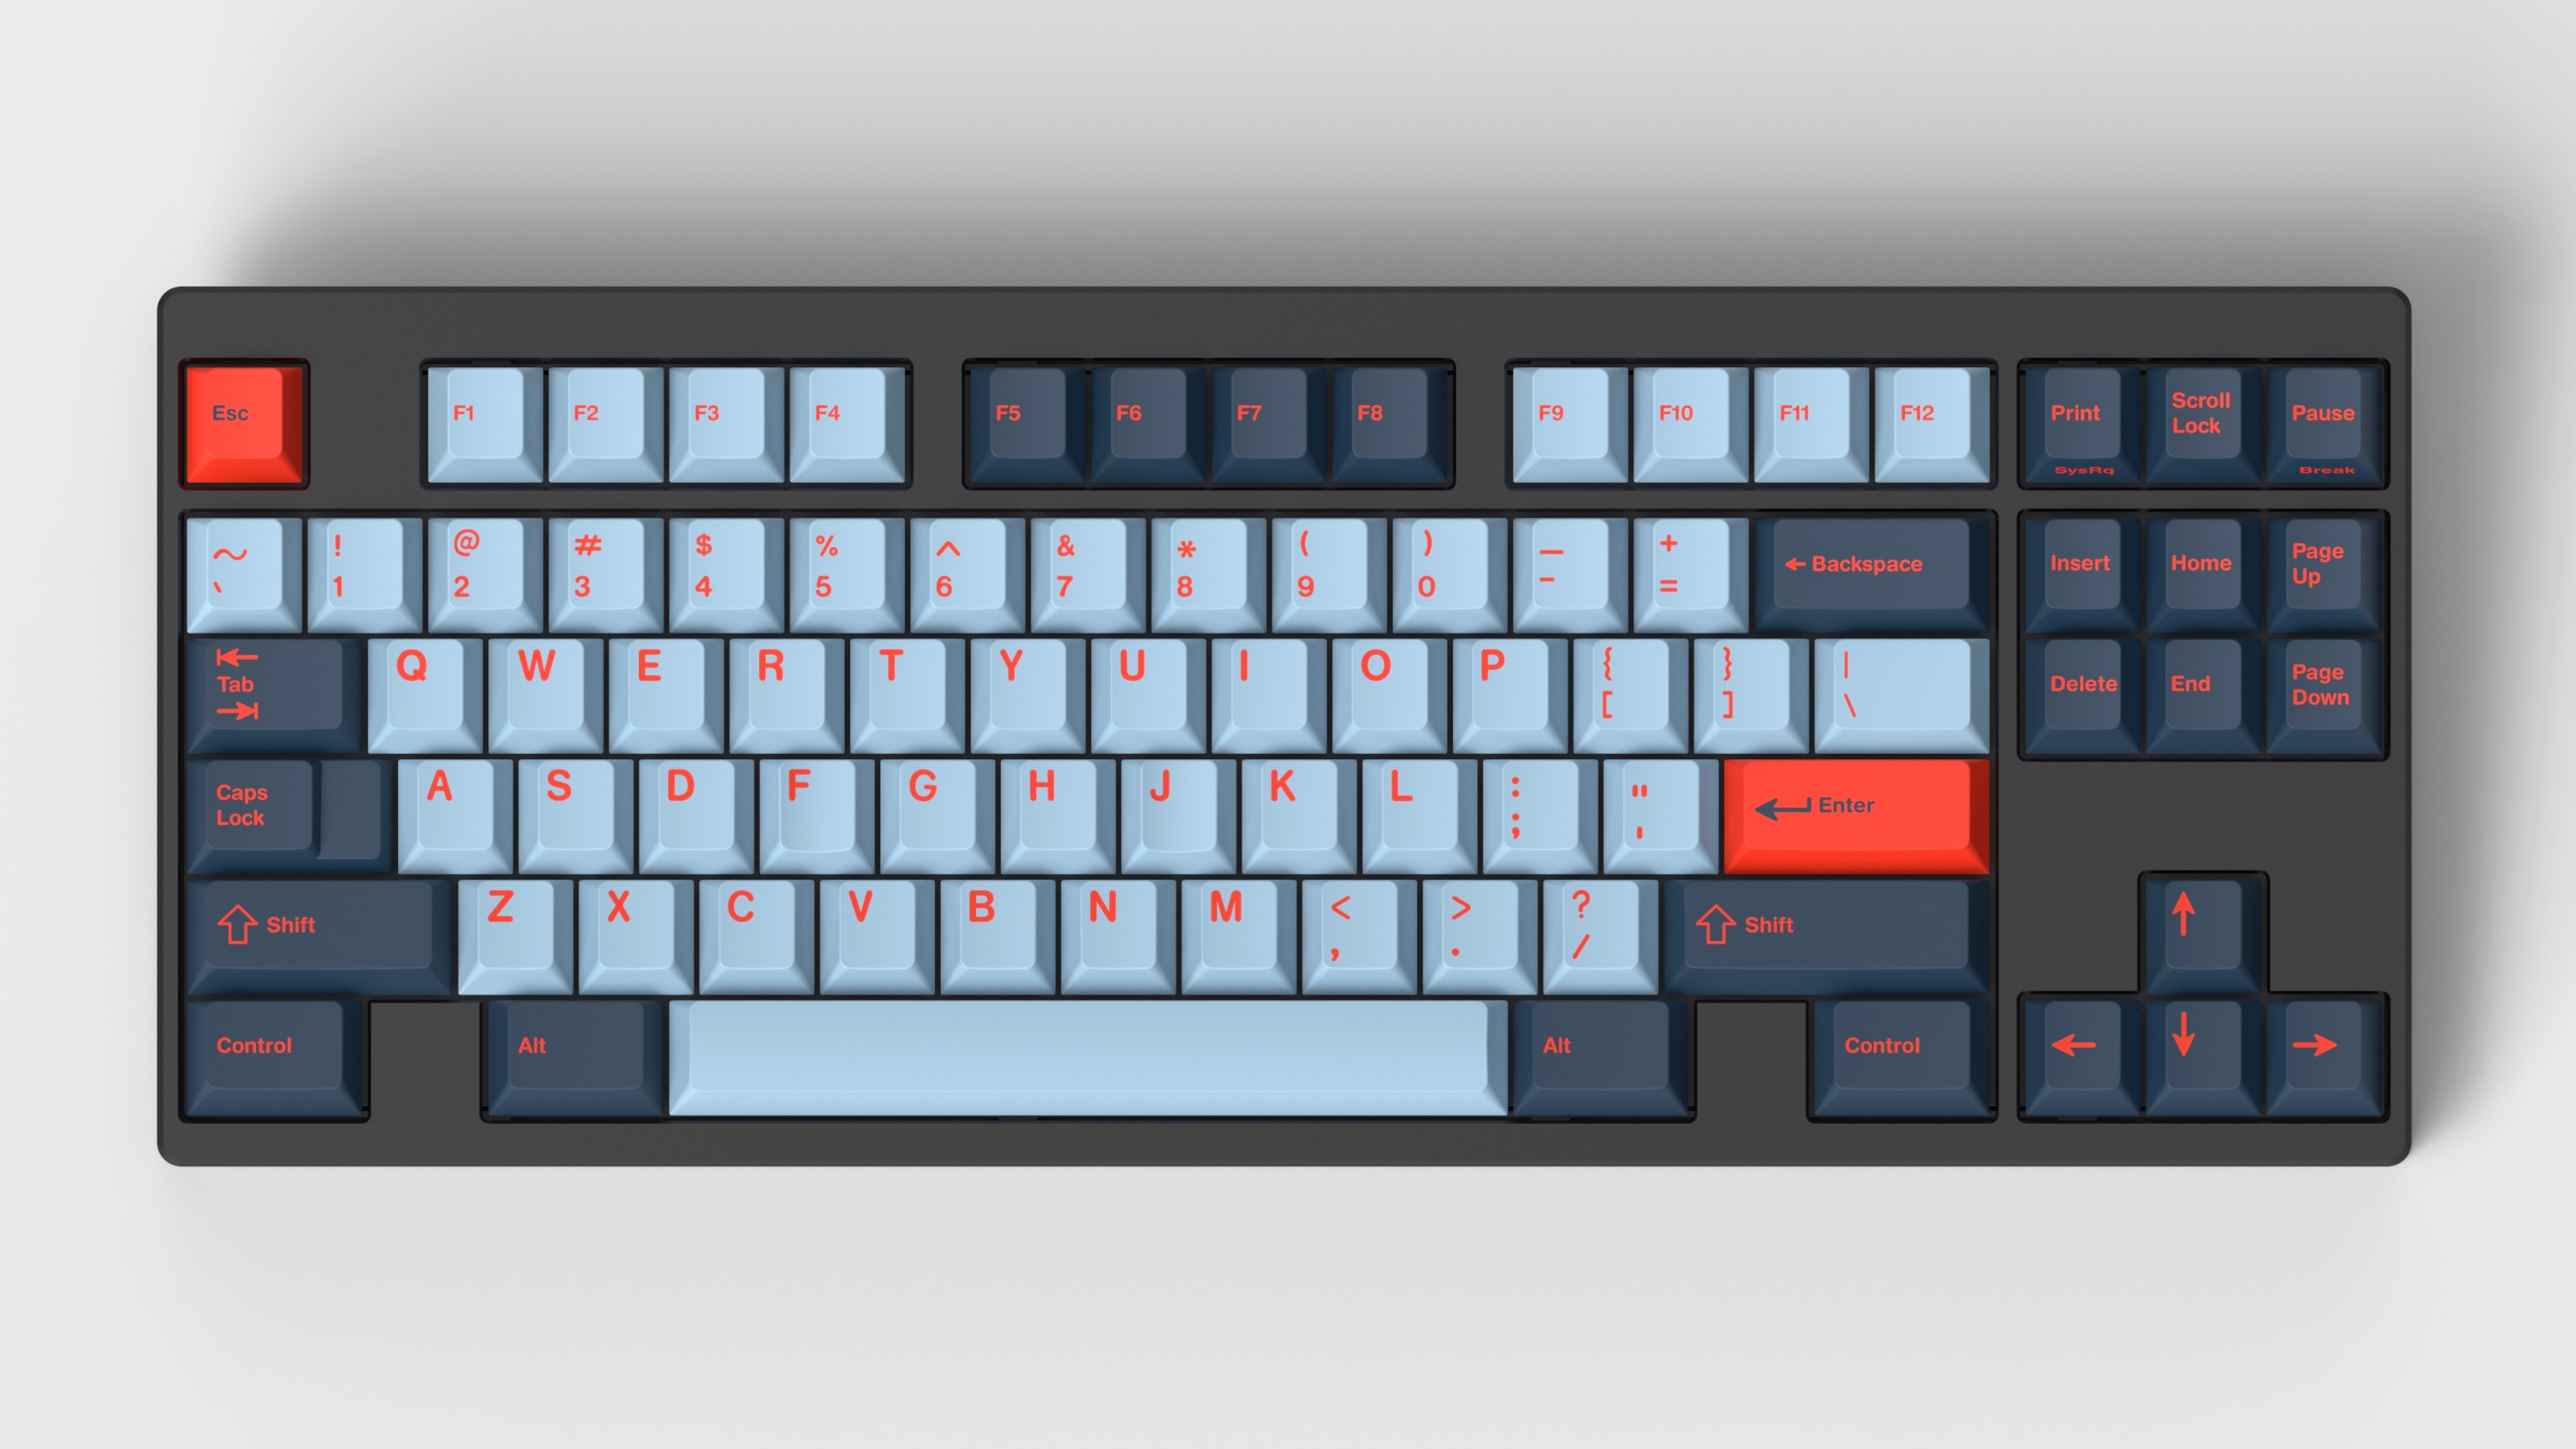 Esc F1 F2 F3 F4 F5 F6 F7 F8 F9 F10 F11 F12 Print Scroll Pause
Lock
SysRq Break
~ ! @ # $ % ^ & * ( ) — + ← Backspace Insert Home Page
` 1 2 3 4 5 6 7 8 9 0 - = Up
Tab Q W E R T Y U I O P { } | Delete End Page
[ ] \ Down
Caps A S D F G H J K L : " Enter
Lock ; '
Shift Z X C V B N M < > ? Shift ↑
, . /
Control Alt Alt Control ← ↓ →